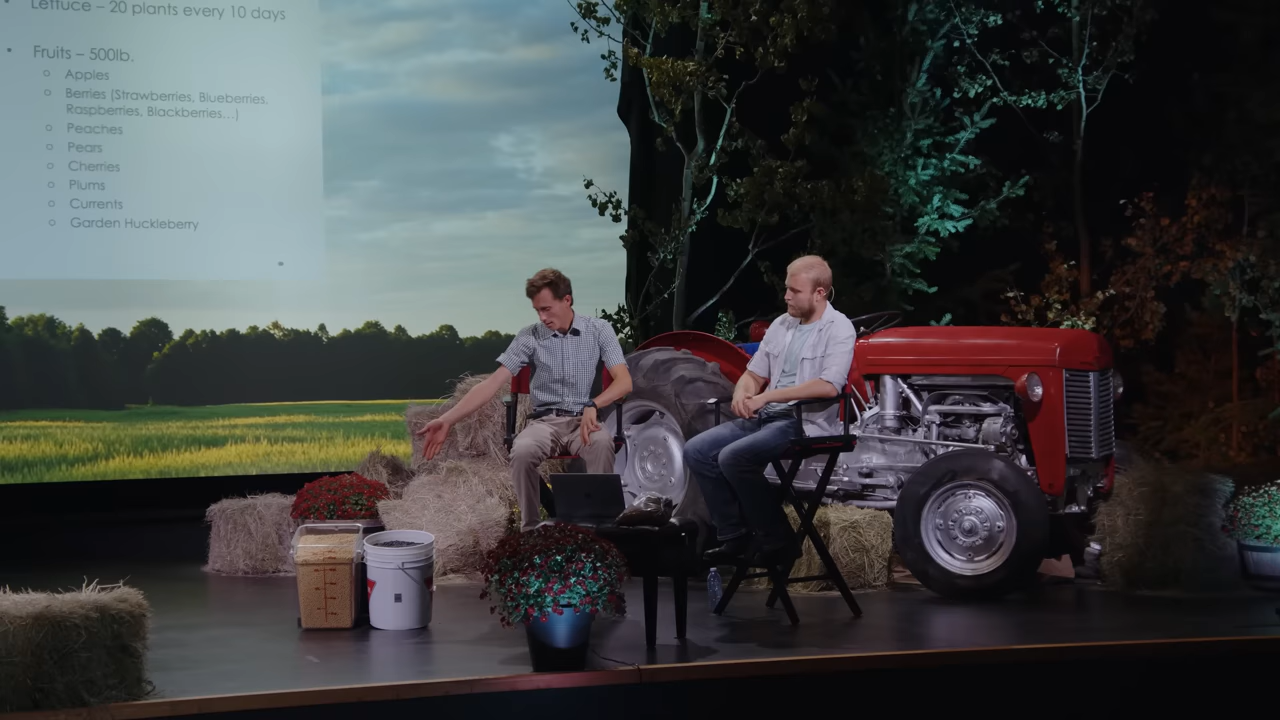 • Lettuce – 20 plants every 10 days
• Fruits – 500lb.
o Apples
o Berries (Strawberries, Blueberries,
Raspberries, Blackberries…)
o Peaches
o Pears
o Cherries
o Plums
o Currents
o Garden Huckleberry